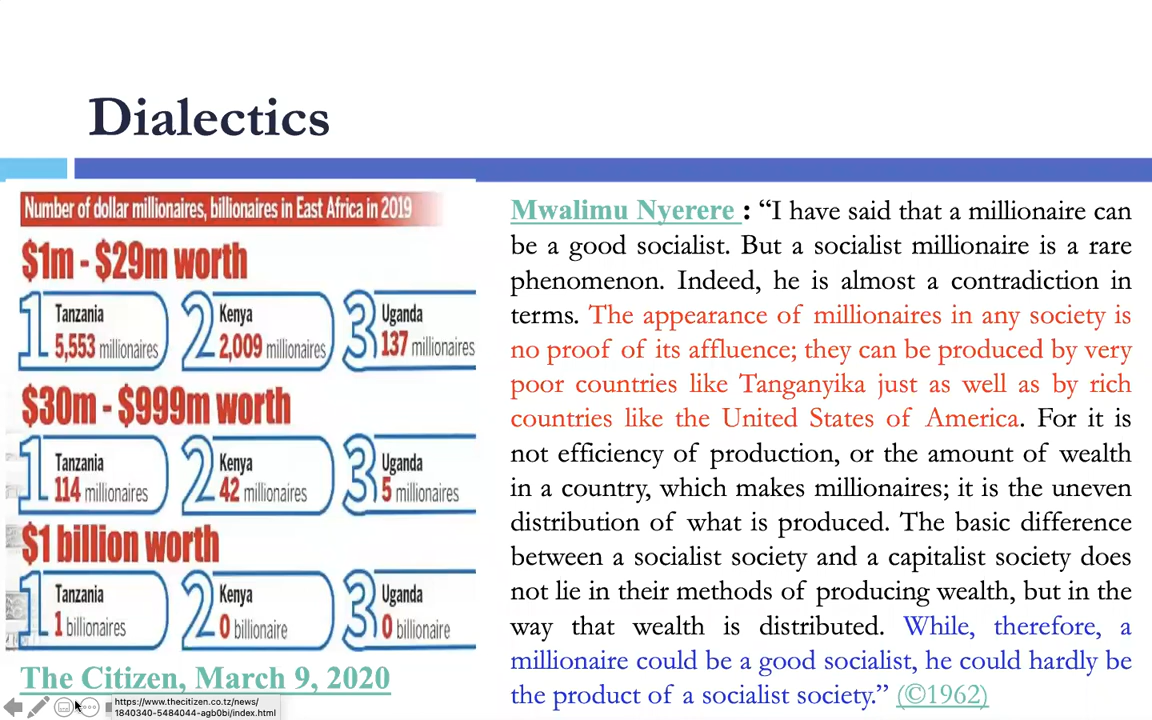 Dialectics
Number of dollar millionaires, billionaires in East Africa in 2019
$1m - $29m worth
1 Tanzania 5,553 millionaires
2 Kenya 2,009 millionaires
3 Uganda 137 millionaires
$30m - $999m worth
1 Tanzania 114 millionaires
2 Kenya 42 millionaires
3 Uganda 5 millionaires
$1 billion worth
1 Tanzania 1 billionaires
2 Kenya 0 billionaire
3 Uganda 0 billionaire
The Citizen, March 9, 2020
https://www.thecitizen.co.tz/news/
1840340-5484044-agb0bi/index.html
Mwalimu Nyerere : “I have said that a millionaire can
be a good socialist. But a socialist millionaire is a rare
phenomenon. Indeed, he is almost a contradiction in
terms. The appearance of millionaires in any society is
no proof of its affluence; they can be produced by very
poor countries like Tanganyika just as well as by rich
countries like the United States of America. For it is
not efficiency of production, or the amount of wealth
in a country, which makes millionaires; it is the uneven
distribution of what is produced. The basic difference
between a socialist society and a capitalist society does
not lie in their methods of producing wealth, but in the
way that wealth is distributed. While, therefore, a
millionaire could be a good socialist, he could hardly be
the product of a socialist society.” (©1962)